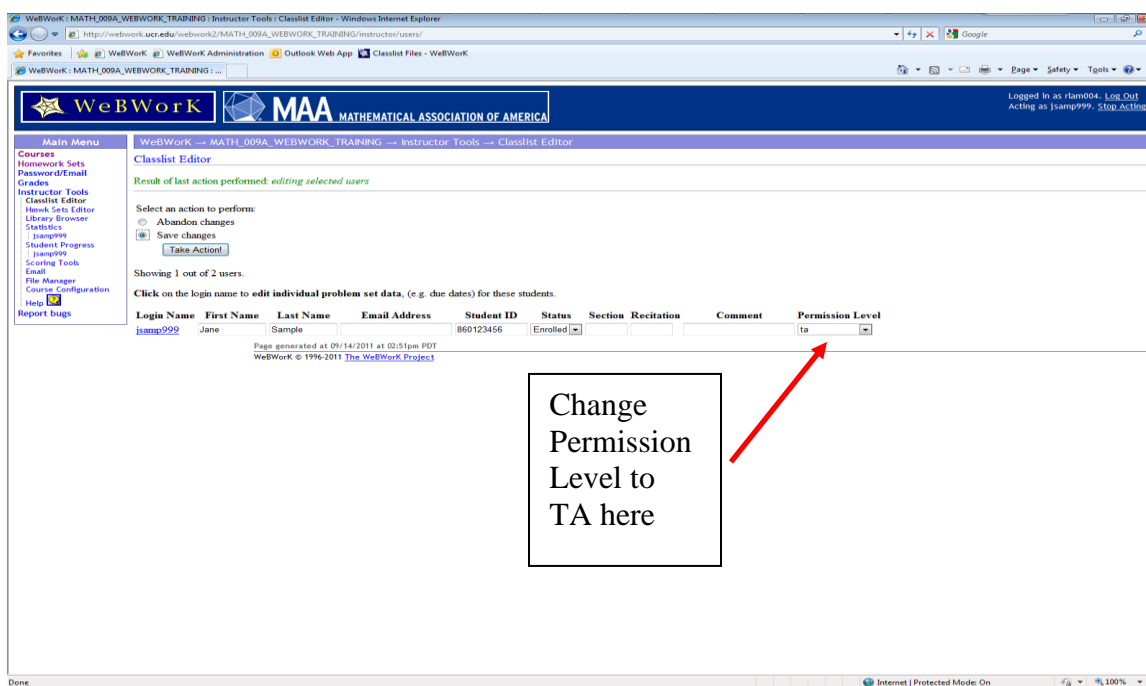 WeBWorK : MATH_009A_WEBWORK_TRAINING : Instructor Tools : Classlist Editor - Windows Internet Explorer
http://webwork.ucr.edu/webwork2/MATH_009A_WEBWORK_TRAINING/instructor/users/
Google
Favorites WeBWorK WeBWorK Administration Outlook Web App Classlist Files - WeBWorK
WeBWorK : MATH_009A_WEBWORK_TRAINING : ...
Page Safety Tools
WeBWorK
MAA MATHEMATICAL ASSOCIATION OF AMERICA
Logged in as rlam004. Log Out
Acting as jsamp999. Stop Acting
Main Menu
Courses
Homework Sets
Password/Email
Grades
Instructor Tools
Classlist Editor
Hmwk Sets Editor
Library Browser
Statistics
jsamp999
Student Progress
jsamp999
Scoring Tools
Email
File Manager
Course Configuration
Help ?
Report bugs
WeBWorK → MATH_009A_WEBWORK_TRAINING → Instructor Tools → Classlist Editor
Classlist Editor
Result of last action performed: editing selected users
Select an action to perform:
Abandon changes
Save changes
Take Action!
Showing 1 out of 2 users.
Click on the login name to edit individual problem set data, (e.g. due dates) for these students.
Login Name First Name Last Name Email Address Student ID Status Section Recitation Comment Permission Level
jsamp999 Jane Sample 860123456 Enrolled ta
Page generated at 09/14/2011 at 02:51pm PDT
WeBWorK © 1996-2011 The WeBWorK Project
Change
Permission
Level to
TA here
Done
Internet | Protected Mode: On
100%